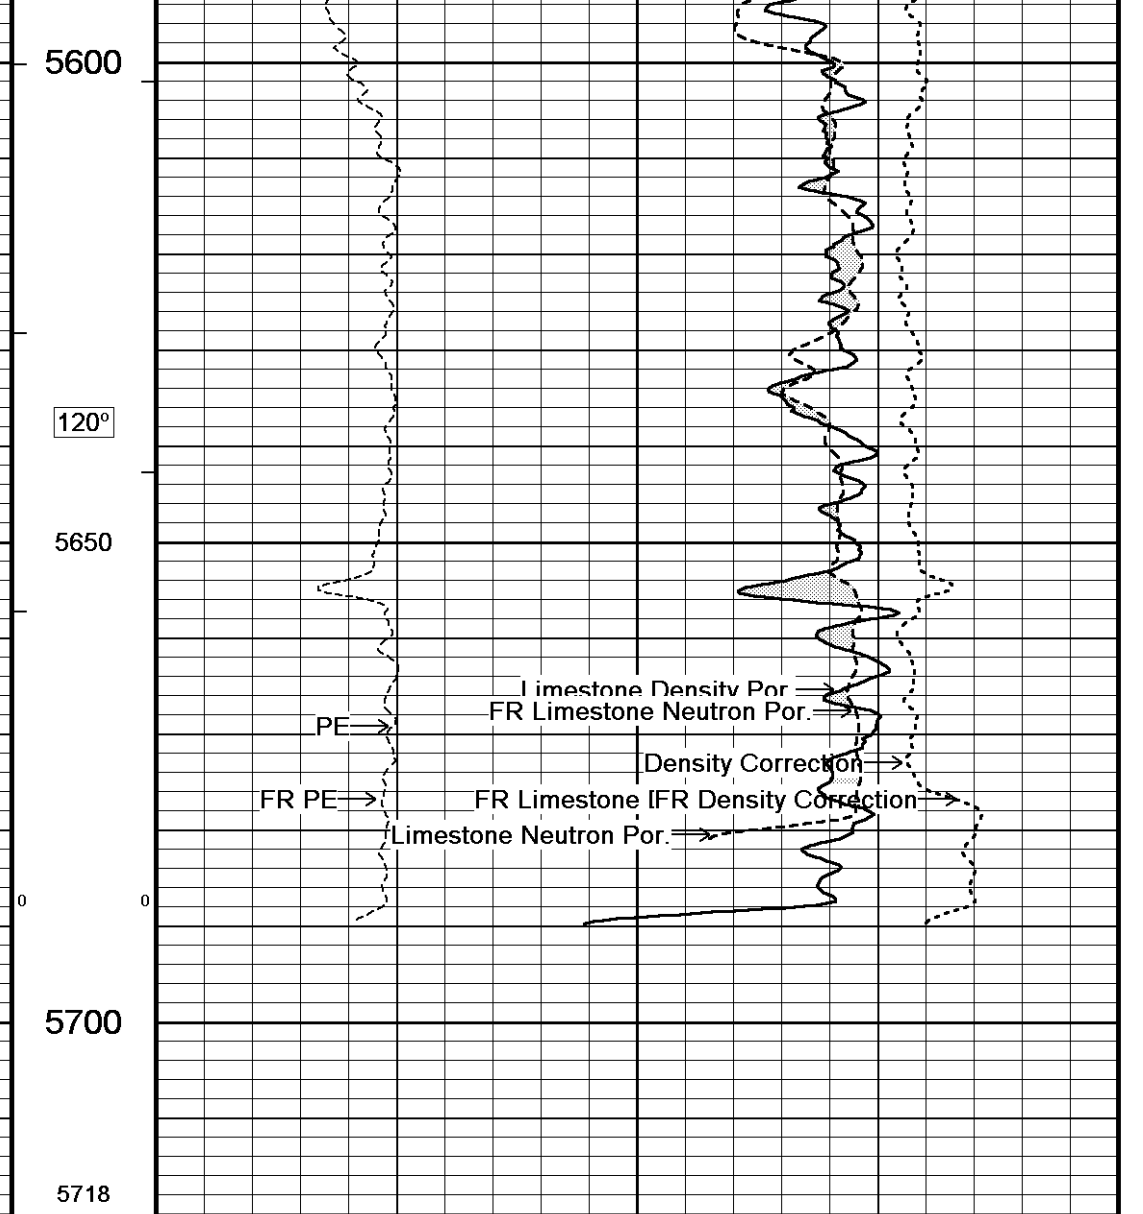 5600
120°
5650
Limestone Density Por
FR Limestone Neutron Por.
PE
Density Correction
FR PE
FR Limestone
FR Density Correction
Limestone Neutron Por.
0
0
5700
5718